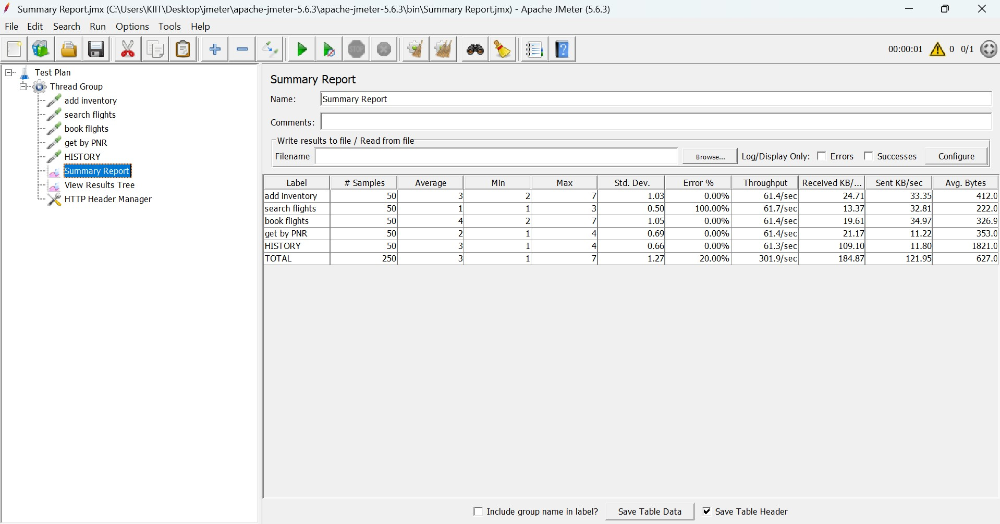 Summary Report.jmx (C:\Users\KIIT\Desktop\jmeter\apache-jmeter-5.6.3\apache-jmeter-5.6.3\bin\Summary Report.jmx) - Apache JMeter (5.6.3)
File Edit Search Run Options Tools Help
STOP ? 00:00:01 0 0/1
Test Plan
Thread Group
add inventory
search flights
book flights
get by PNR
HISTORY
Summary Report
View Results Tree
HTTP Header Manager
Summary Report
Name: Summary Report
Comments:
Write results to file / Read from file
Filename Browse... Log/Display Only: Errors Successes Configure
Label # Samples Average Min Max Std. Dev. Error % Throughput Received KB/... Sent KB/sec Avg. Bytes
add inventory 50 3 2 7 1.03 0.00% 61.4/sec 24.71 33.35 412.0
search flights 50 1 1 3 0.50 100.00% 61.7/sec 13.37 32.81 222.0
book flights 50 4 2 7 1.05 0.00% 61.4/sec 19.61 34.97 326.9
get by PNR 50 2 1 4 0.69 0.00% 61.4/sec 21.17 11.22 353.0
HISTORY 50 3 1 4 0.66 0.00% 61.3/sec 109.10 11.80 1821.0
TOTAL 250 3 1 7 1.27 20.00% 301.9/sec 184.87 121.95 627.0
Include group name in label? Save Table Data Save Table Header